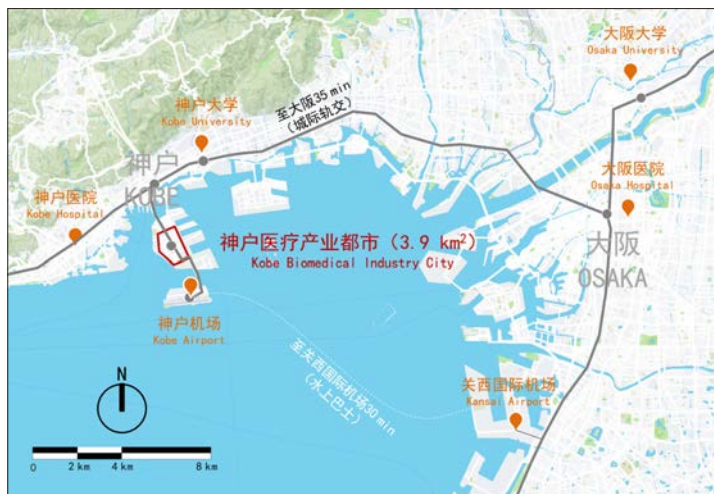 大阪大学
Osaka University
神户大学
Kobe University
至大阪35 min
（城际轨交）
神户
KOBE
神户医院
Kobe Hospital
大阪医院
Osaka Hospital
大阪
OSAKA
神户医疗产业都市（3.9 km²）
Kobe Biomedical Industry City
神户机场
Kobe Airport
至关西国际机场30 min
（水上巴士）
关西国际机场
Kansai Airport
N
0 2 km 4 km 8 km